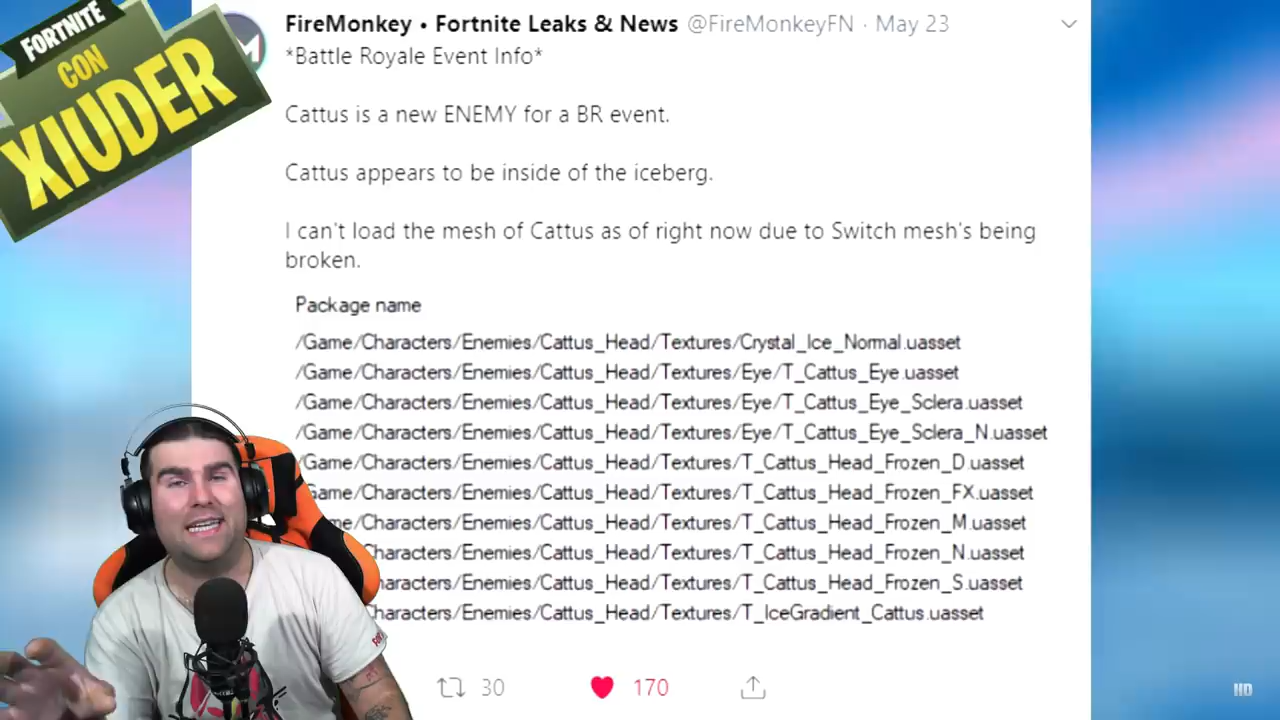 FORTNITE
CON
XIUDER
FireMonkey • Fortnite Leaks & News @FireMonkeyFN · May 23
*Battle Royale Event Info*
Cattus is a new ENEMY for a BR event.
Cattus appears to be inside of the iceberg.
I can't load the mesh of Cattus as of right now due to Switch mesh's being
broken.
Package name
/Game/Characters/Enemies/Cattus_Head/Textures/Crystal_Ice_Normal.uasset
/Game/Characters/Enemies/Cattus_Head/Textures/Eye/T_Cattus_Eye.uasset
/Game/Characters/Enemies/Cattus_Head/Textures/Eye/T_Cattus_Eye_Sclera.uasset
/Game/Characters/Enemies/Cattus_Head/Textures/Eye/T_Cattus_Eye_Sclera_N.uasset
/Game/Characters/Enemies/Cattus_Head/Textures/T_Cattus_Head_Frozen_D.uasset
Game/Characters/Enemies/Cattus_Head/Textures/T_Cattus_Head_Frozen_FX.uasset
me/Characters/Enemies/Cattus_Head/Textures/T_Cattus_Head_Frozen_M.uasset
Characters/Enemies/Cattus_Head/Textures/T_Cattus_Head_Frozen_N.uasset
haracters/Enemies/Cattus_Head/Textures/T_Cattus_Head_Frozen_S.uasset
Characters/Enemies/Cattus_Head/Textures/T_IceGradient_Cattus.uasset
30 170
HD